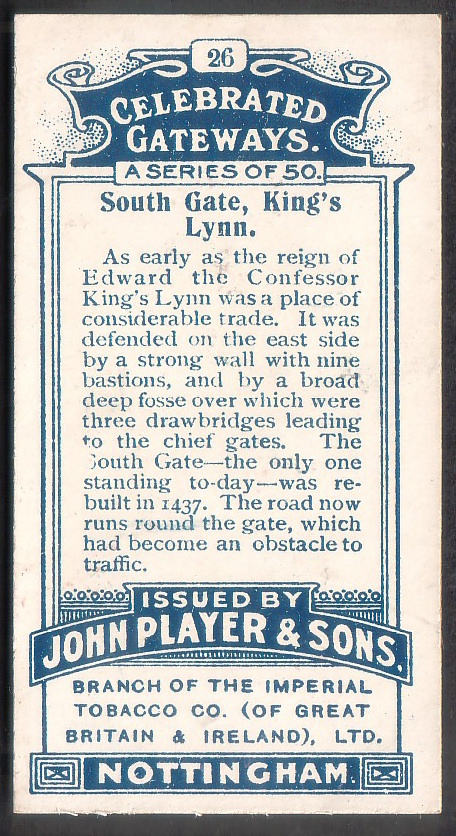 26
CELEBRATED
GATEWAYS.
A SERIES OF 50.
South Gate, King's
Lynn.
As early as the reign of
Edward the Confessor
King's Lynn was a place of
considerable trade. It was
defended on the east side
by a strong wall with nine
bastions, and by a broad
deep fosse over which were
three drawbridges leading
to the chief gates. The
South Gate—the only one
standing to-day—was re-
built in 1437. The road now
runs round the gate, which
had become an obstacle to
traffic.
ISSUED BY
JOHN PLAYER & SONS.
BRANCH OF THE IMPERIAL
TOBACCO CO. (OF GREAT
BRITAIN & IRELAND), LTD.
NOTTINGHAM.